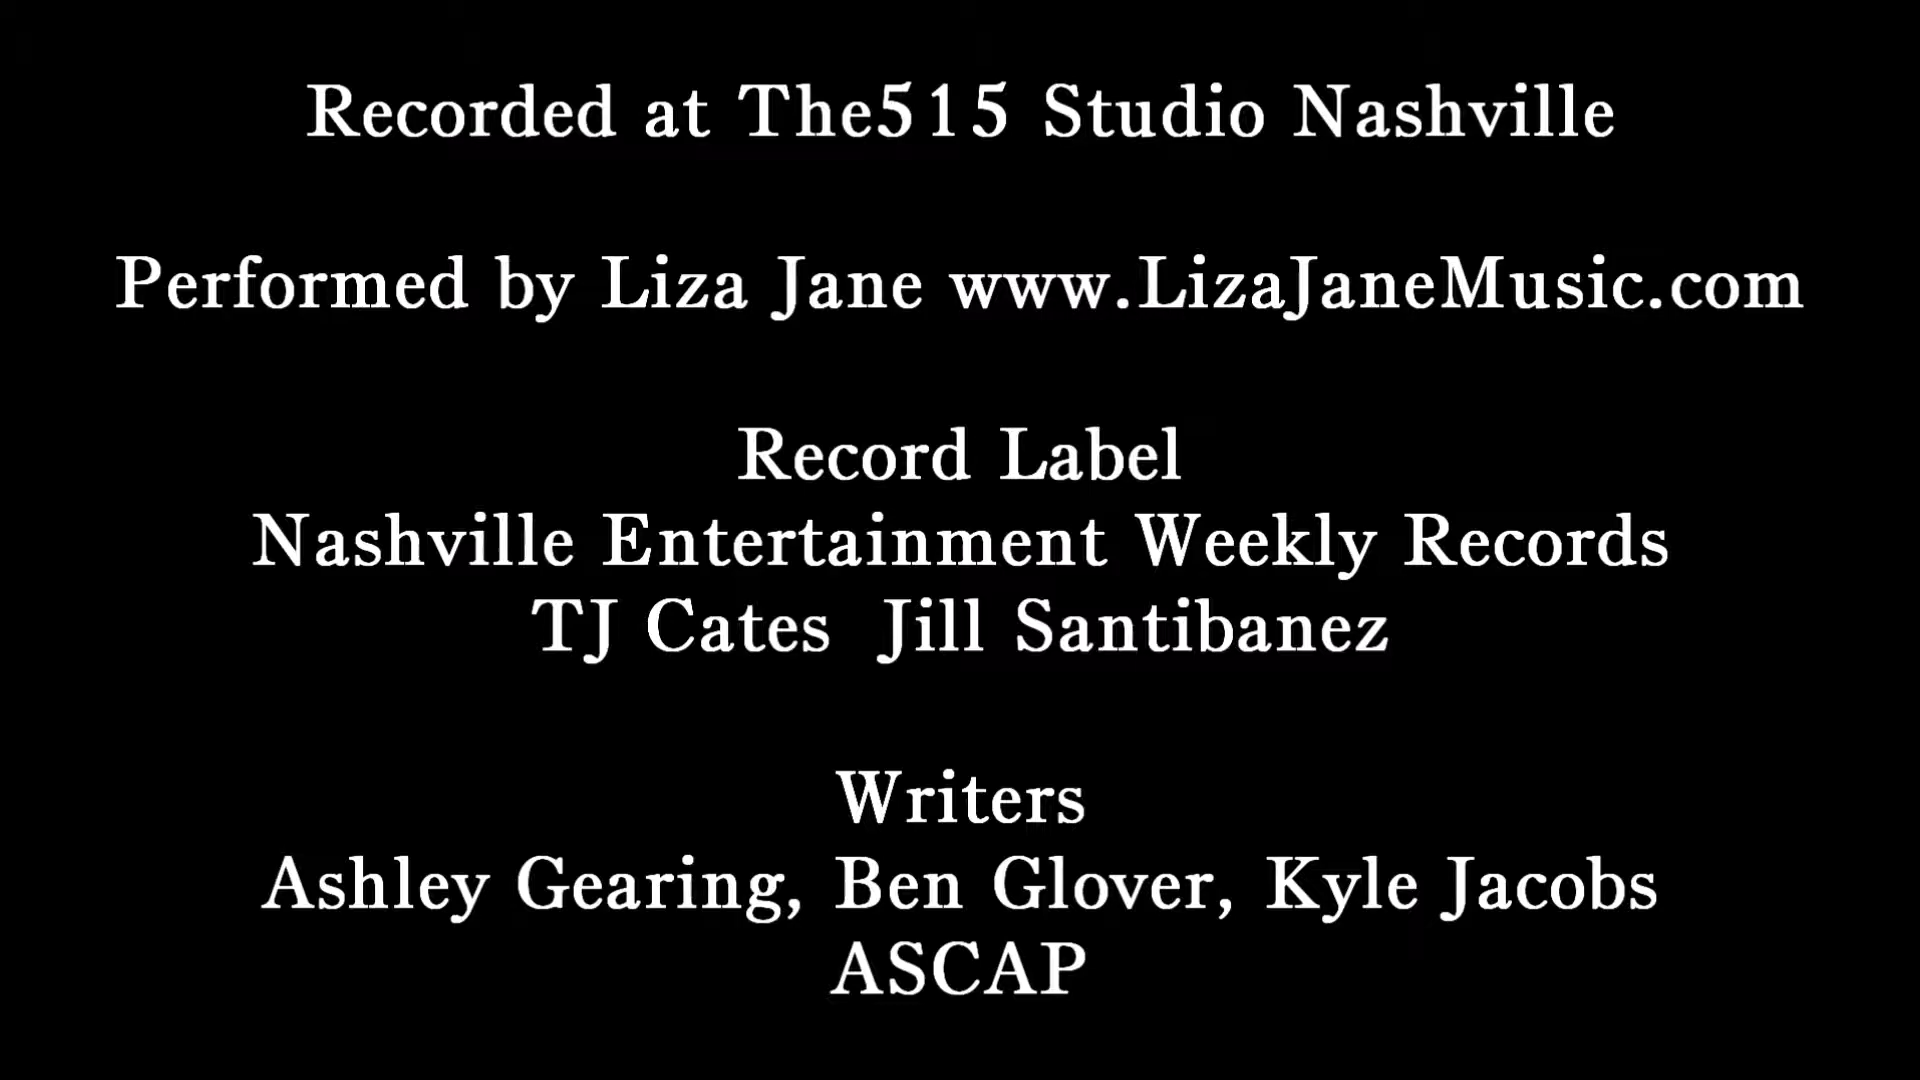 Recorded at The515 Studio Nashville
Performed by Liza Jane www.LizaJaneMusic.com
Record Label
Nashville Entertainment Weekly Records
TJ Cates Jill Santibanez
Writers
Ashley Gearing, Ben Glover, Kyle Jacobs
ASCAP